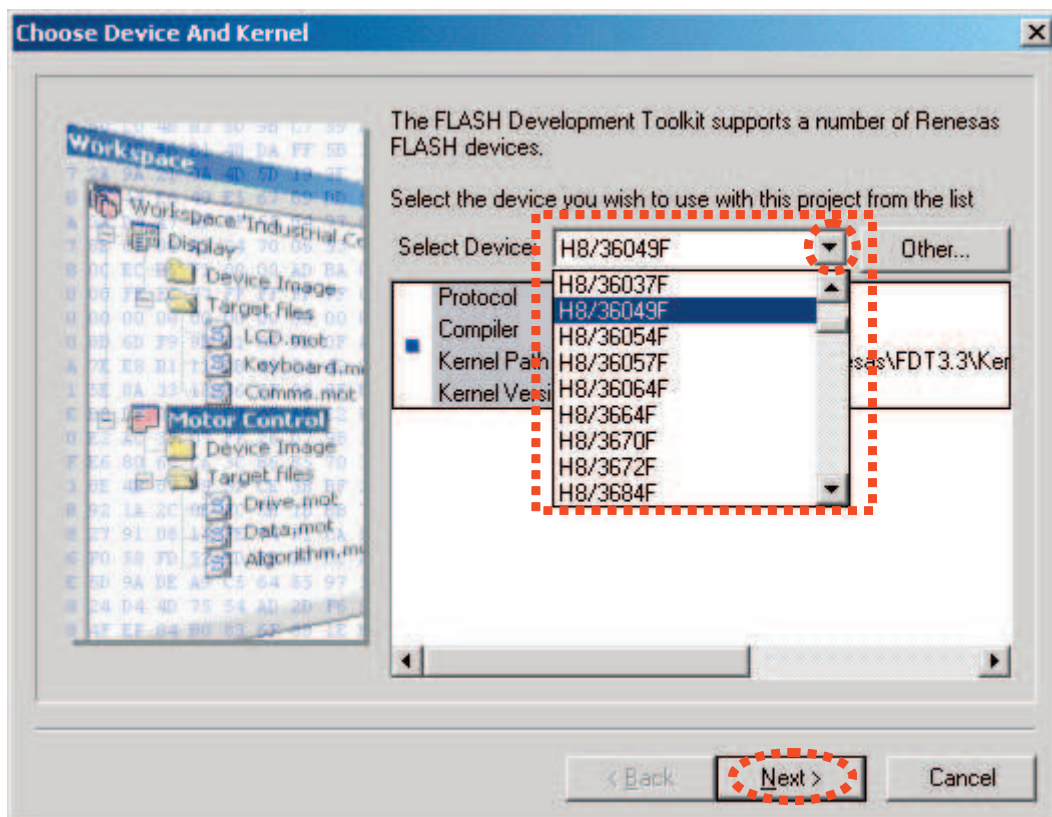 Choose Device And Kernel
The FLASH Development Toolkit supports a number of Renesas
FLASH devices.
Select the device you wish to use with this project from the list
Select Device:
H8/36049F
Other...
Protocol
Compiler
Kernel Path
Kernel Versi
sas\FDT3.3\Ker
H8/36037F
H8/36049F
H8/36054F
H8/36057F
H8/36064F
H8/3664F
H8/3670F
H8/3672F
H8/3684F
Workspace
Workspace "Industrial Co
Display
Device Image
Target Files
LCD.mot
Keyboard.m
Comms.mot
Motor Control
Device Image
Target Files
Drive.mot
Data.mot
Algorithm.mo
< Back
Next >
Cancel